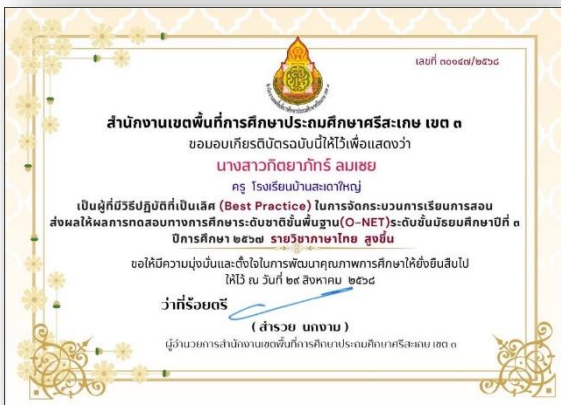 เลขที่ ๓๐๑๔๗/๒๕๖๘
สำนักงานเขตพื้นที่การศึกษาประถมศึกษาศรีสะเกษ เขต ๓
ขอมอบเกียรติบัตรฉบับนี้ให้ไว้เพื่อแสดงว่า
นางสาวกิตยาภัทร์ ลมเชย
ครู โรงเรียนบ้านสะเดาใหญ่
เป็นผู้ที่มีวิธีปฏิบัติที่เป็นเลิศ (Best Practice) ในการจัดกระบวนการเรียนการสอน
ส่งผลให้ผลการทดสอบทางการศึกษาระดับชาติขั้นพื้นฐาน(O-NET)ระดับชั้นมัธยมศึกษาปีที่ ๓
ปีการศึกษา ๒๕๖๗ รายวิชาภาษาไทย สูงขึ้น
ขอให้มีความมุ่งมั่นและตั้งใจในการพัฒนาคุณภาพการศึกษาให้ยั่งยืนสืบไป
ให้ไว้ ณ วันที่ ๒๙ สิงหาคม ๒๕๖๘
ว่าที่ร้อยตรี
( สำรวย นกงาม )
ผู้อำนวยการสำนักงานเขตพื้นที่การศึกษาประถมศึกษาศรีสะเกษ เขต ๓